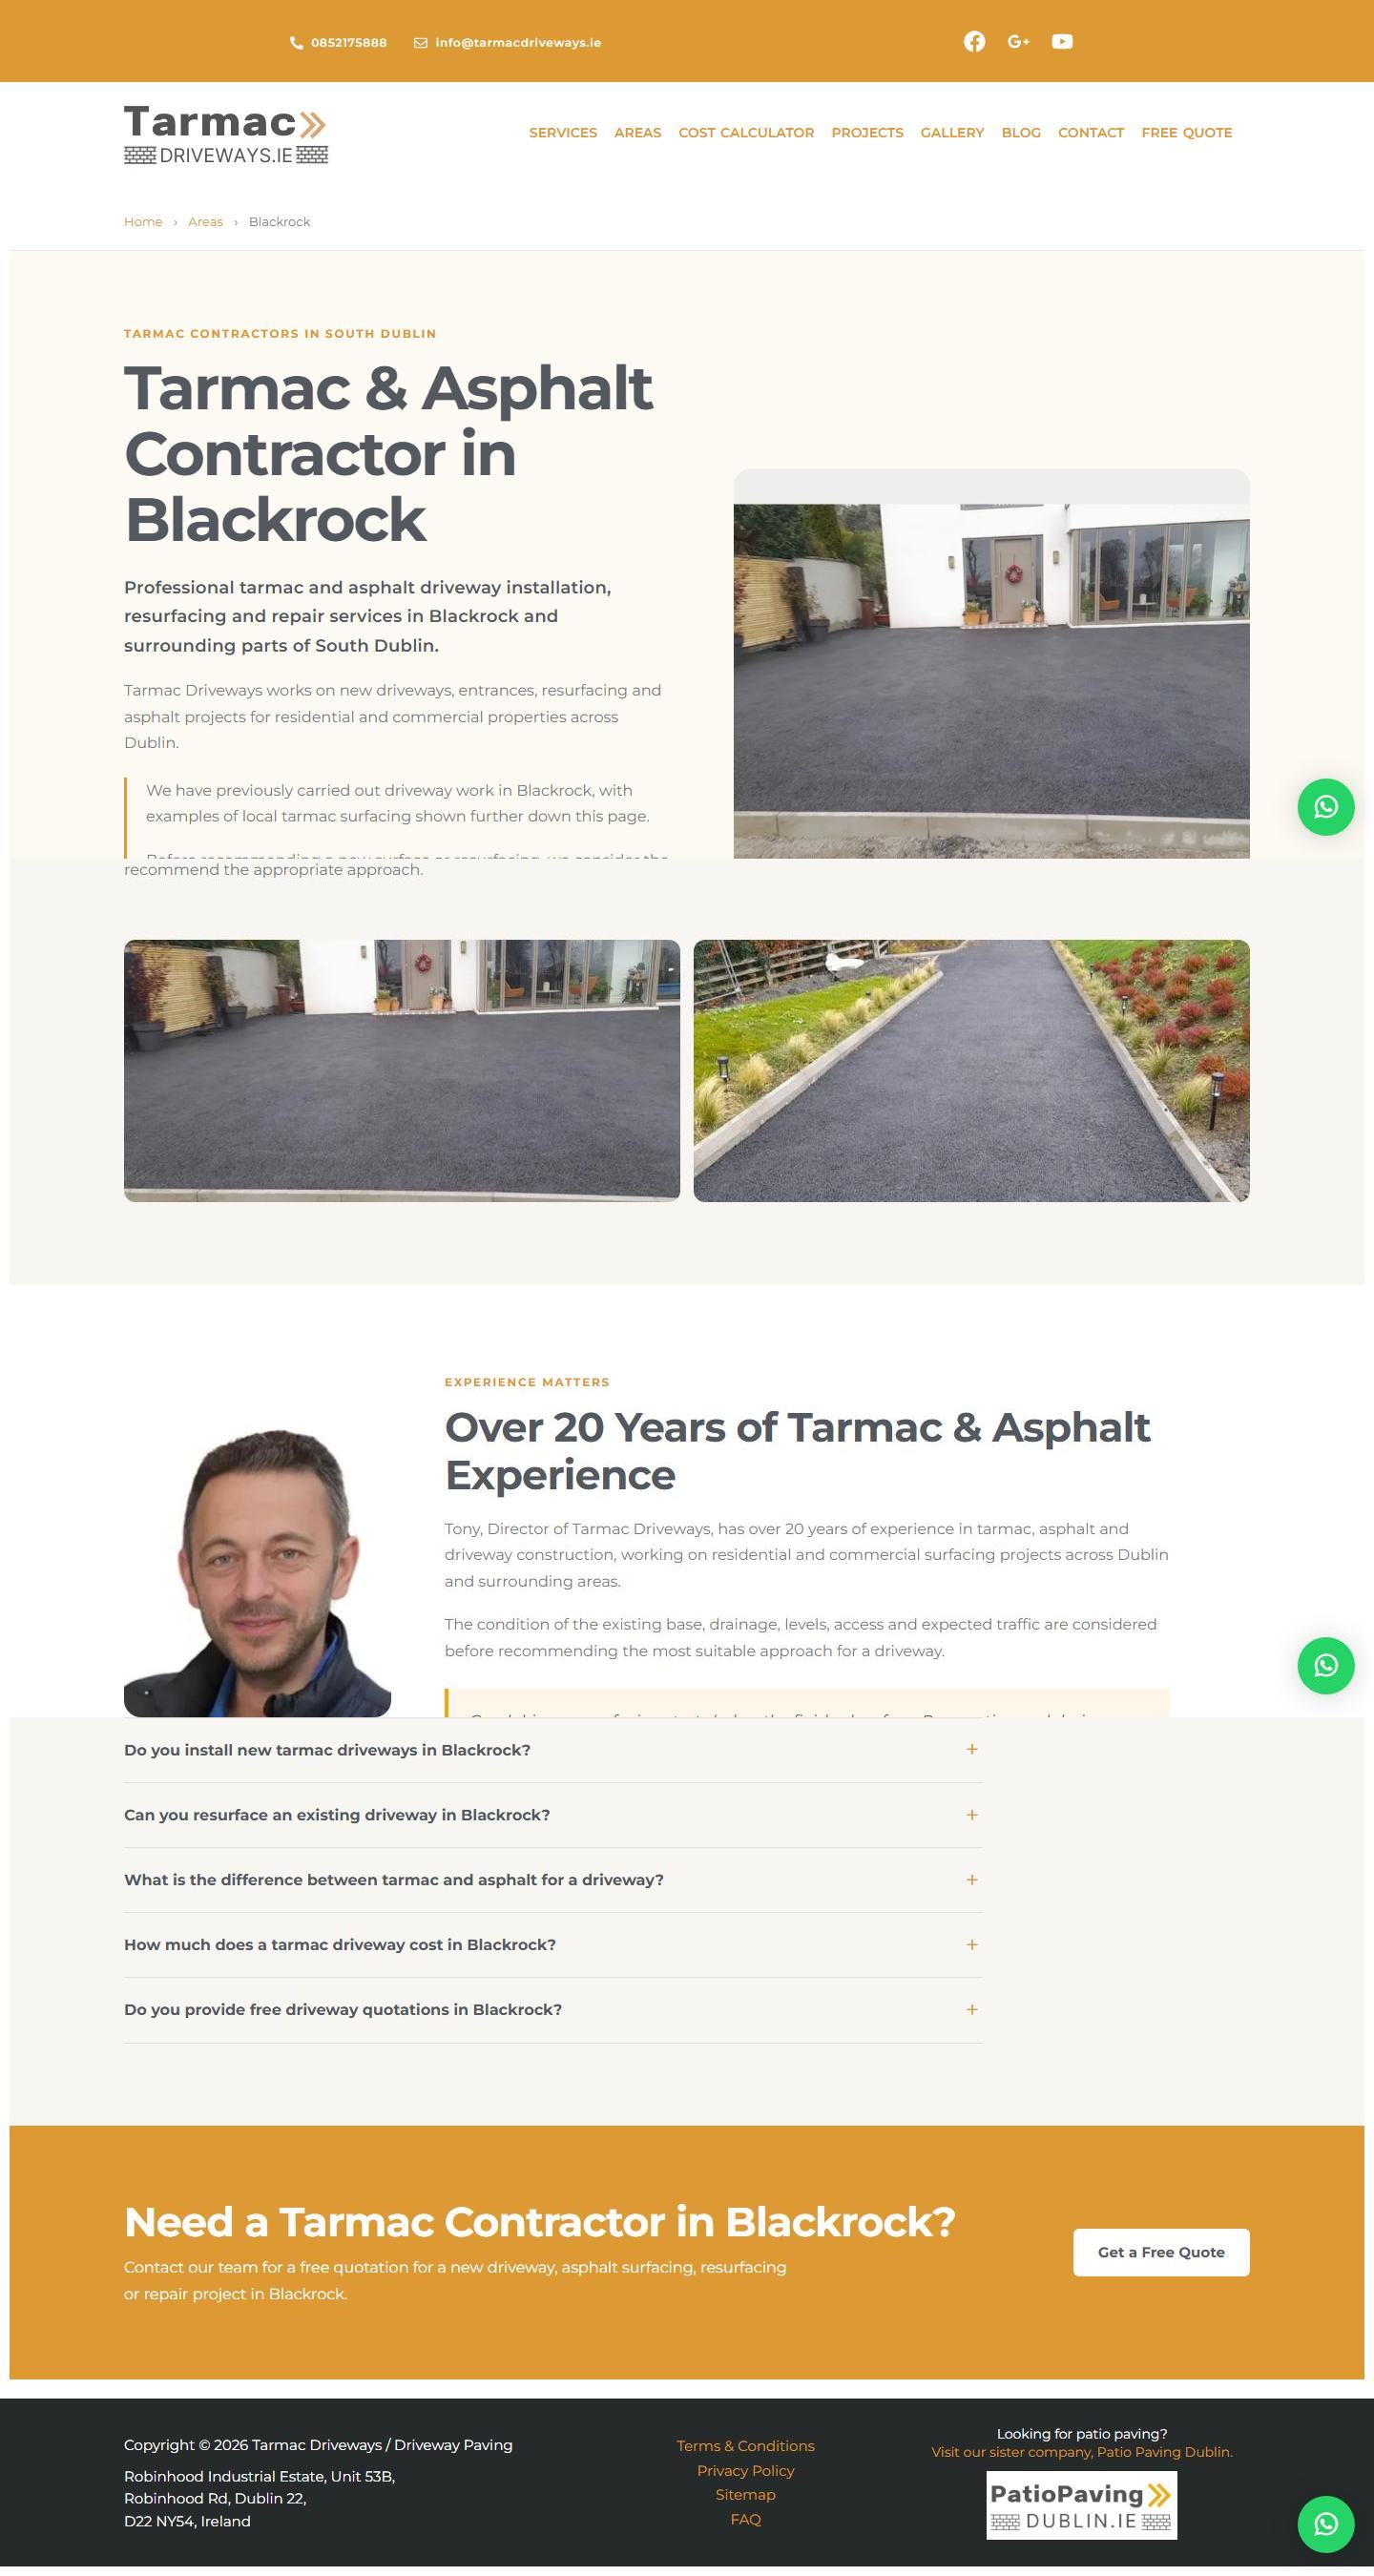 0852175888
info@tarmacdriveways.ie
Tarmac
DRIVEWAYS.IE
SERVICES AREAS COST CALCULATOR PROJECTS GALLERY BLOG CONTACT FREE QUOTE
Home › Areas › Blackrock
TARMAC CONTRACTORS IN SOUTH DUBLIN
Tarmac & Asphalt
Contractor in
Blackrock
Professional tarmac and asphalt driveway installation,
resurfacing and repair services in Blackrock and
surrounding parts of South Dublin.
Tarmac Driveways works on new driveways, entrances, resurfacing and
asphalt projects for residential and commercial properties across
Dublin.
We have previously carried out driveway work in Blackrock, with
examples of local tarmac surfacing shown further down this page.
recommend the appropriate approach.
EXPERIENCE MATTERS
Over 20 Years of Tarmac & Asphalt
Experience
Tony, Director of Tarmac Driveways, has over 20 years of experience in tarmac, asphalt and
driveway construction, working on residential and commercial surfacing projects across Dublin
and surrounding areas.
The condition of the existing base, drainage, levels, access and expected traffic are considered
before recommending the most suitable approach for a driveway.
Do you install new tarmac driveways in Blackrock? +
Can you resurface an existing driveway in Blackrock? +
What is the difference between tarmac and asphalt for a driveway? +
How much does a tarmac driveway cost in Blackrock? +
Do you provide free driveway quotations in Blackrock? +
Need a Tarmac Contractor in Blackrock?
Contact our team for a free quotation for a new driveway, asphalt surfacing, resurfacing
or repair project in Blackrock.
Get a Free Quote
Copyright © 2026 Tarmac Driveways / Driveway Paving
Robinhood Industrial Estate, Unit 53B,
Robinhood Rd, Dublin 22,
D22 NY54, Ireland
Terms & Conditions
Privacy Policy
Sitemap
FAQ
Looking for patio paving?
Visit our sister company, Patio Paving Dublin.
PatioPaving
DUBLIN.IE